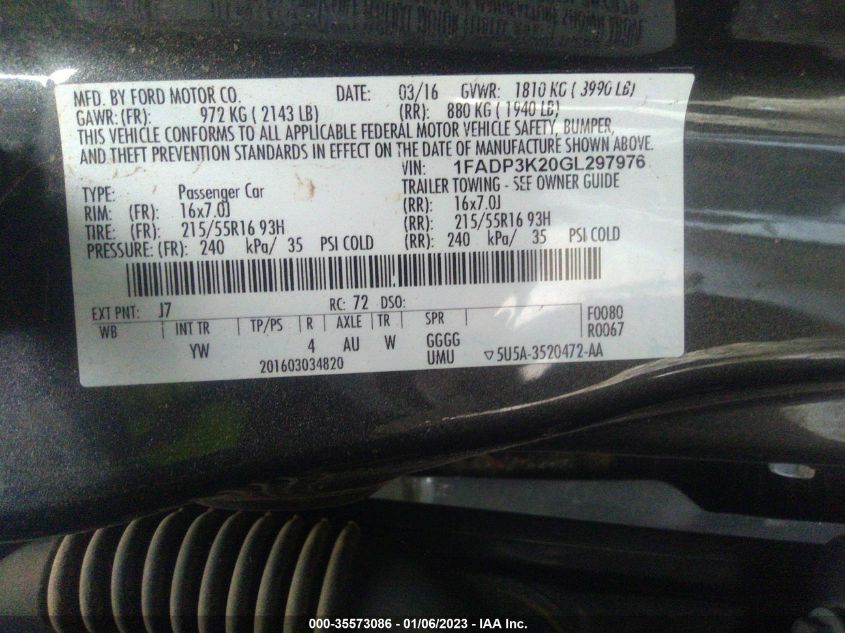 MFD. BY FORD MOTOR CO. DATE: 03/16 GVWR: 1810 KG ( 3990 LB)
GAWR: (FR): 972 KG ( 2143 LB) (RR): 880 KG ( 1940 LB)
THIS VEHICLE CONFORMS TO ALL APPLICABLE FEDERAL MOTOR VEHICLE SAFETY, BUMPER,
AND THEFT PREVENTION STANDARDS IN EFFECT ON THE DATE OF MANUFACTURE SHOWN ABOVE.
VIN: 1FADP3K20GL297976
TYPE: Passenger Car TRAILER TOWING - SEE OWNER GUIDE
RIM: (FR): 16x7.0J (RR): 16x7.0J
TIRE: (FR): 215/55R16 93H (RR): 215/55R16 93H
PRESSURE: (FR): 240 kPa/ 35 PSI COLD (RR): 240 kPa/ 35 PSI COLD
EXT PNT: J7 RC: 72 DSO: F0080
WB INT TR TP/PS R AXLE TR SPR R0067
YW 4 AU W GGGG
201603034820 UMU ▽5U5A-3520472-AA
000-35573086 - 01/06/2023 - IAA Inc.